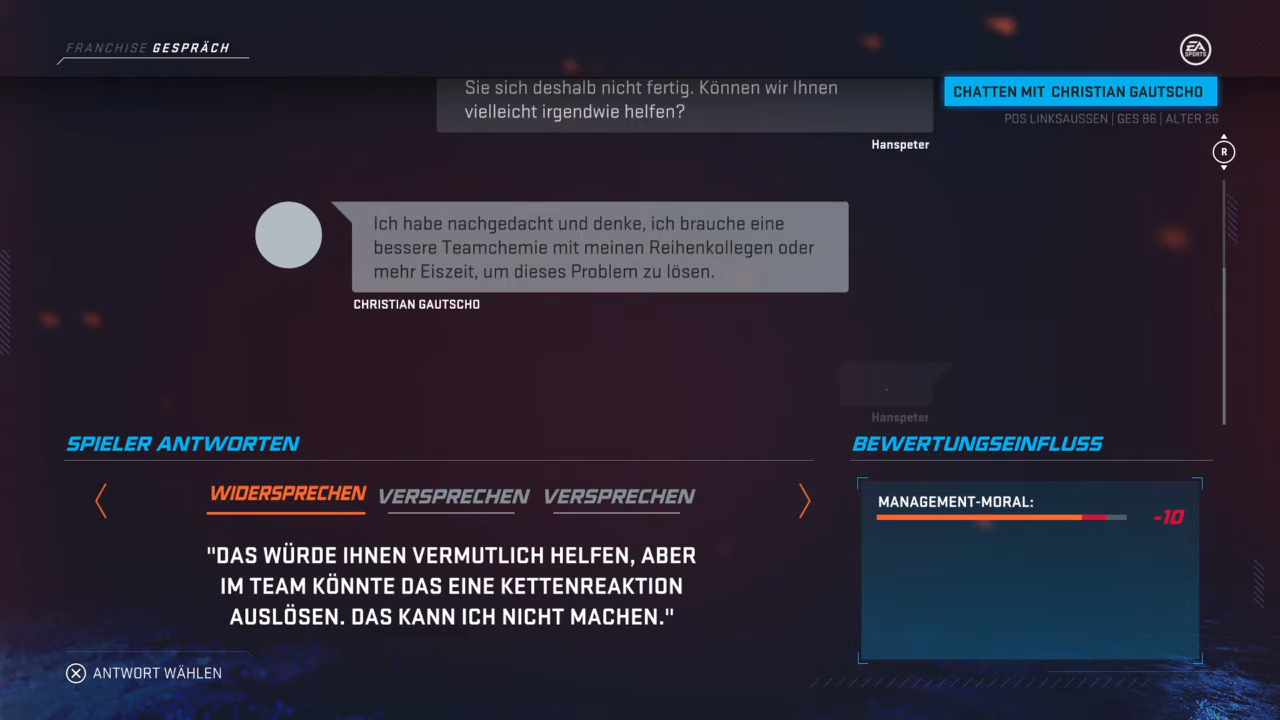 FRANCHISE GESPRÄCH
EA SPORTS
Sie sich deshalb nicht fertig. Können wir Ihnen
vielleicht irgendwie helfen?
Hanspeter
CHATTEN MIT CHRISTIAN GAUTSCHO
POS LINKSAUSSEN | GES 86 | ALTER 26
R
Ich habe nachgedacht und denke, ich brauche eine
bessere Teamchemie mit meinen Reihenkollegen oder
mehr Eiszeit, um dieses Problem zu lösen.
CHRISTIAN GAUTSCHO
.
Hanspeter
SPIELER ANTWORTEN
WIDERSPRECHEN VERSPRECHEN VERSPRECHEN
"DAS WÜRDE IHNEN VERMUTLICH HELFEN, ABER
IM TEAM KÖNNTE DAS EINE KETTENREAKTION
AUSLÖSEN. DAS KANN ICH NICHT MACHEN."
ANTWORT WÄHLEN
BEWERTUNGSEINFLUSS
MANAGEMENT-MORAL:
-10